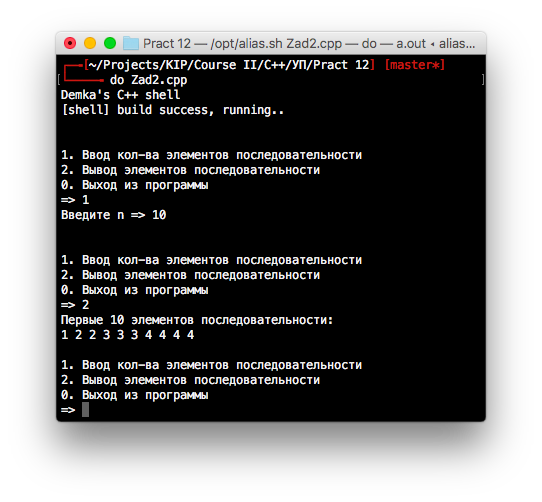 Pract 12 — /opt/alias.sh Zad2.cpp — do — a.out ◂ alias…
[~/Projects/KIP/Course II/C++/УП/Pract 12] [master*]
[ do Zad2.cpp ]
Demka's C++ shell
[shell] build success, running..
1. Ввод кол-ва элементов последовательности
2. Вывод элементов последовательности
0. Выход из программы
=> 1
Введите n => 10
1. Ввод кол-ва элементов последовательности
2. Вывод элементов последовательности
0. Выход из программы
=> 2
Первые 10 элементов последовательности:
1 2 2 3 3 3 4 4 4 4
1. Ввод кол-ва элементов последовательности
2. Вывод элементов последовательности
0. Выход из программы
=>